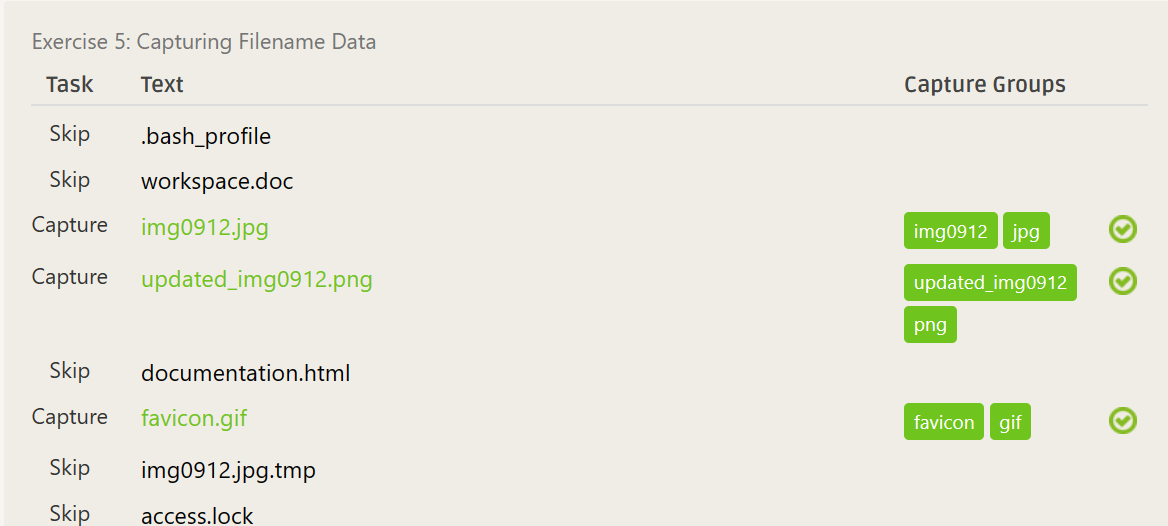 Exercise 5: Capturing Filename Data
Task Text Capture Groups
Skip .bash_profile
Skip workspace.doc
Capture img0912.jpg img0912 jpg
Capture updated_img0912.png updated_img0912
png
Skip documentation.html
Capture favicon.gif favicon gif
Skip img0912.jpg.tmp
Skip access.lock